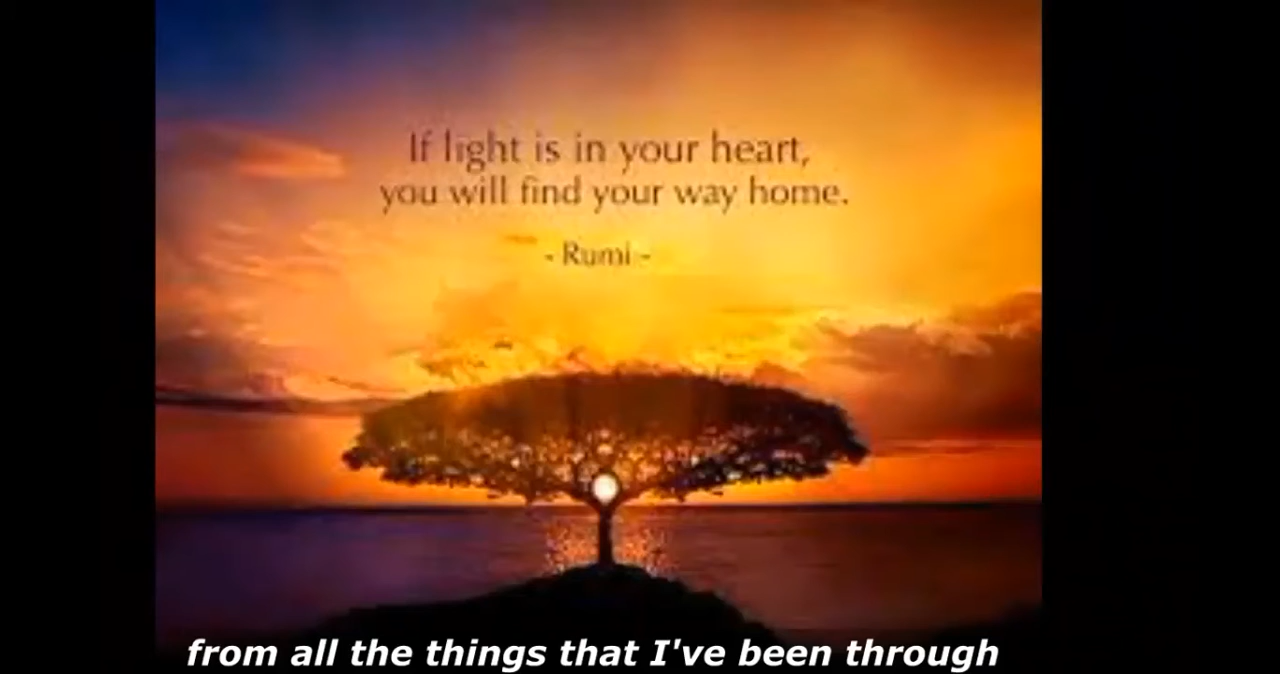 If light is in your heart,
you will find your way home.
- Rumi -
from all the things that I've been through